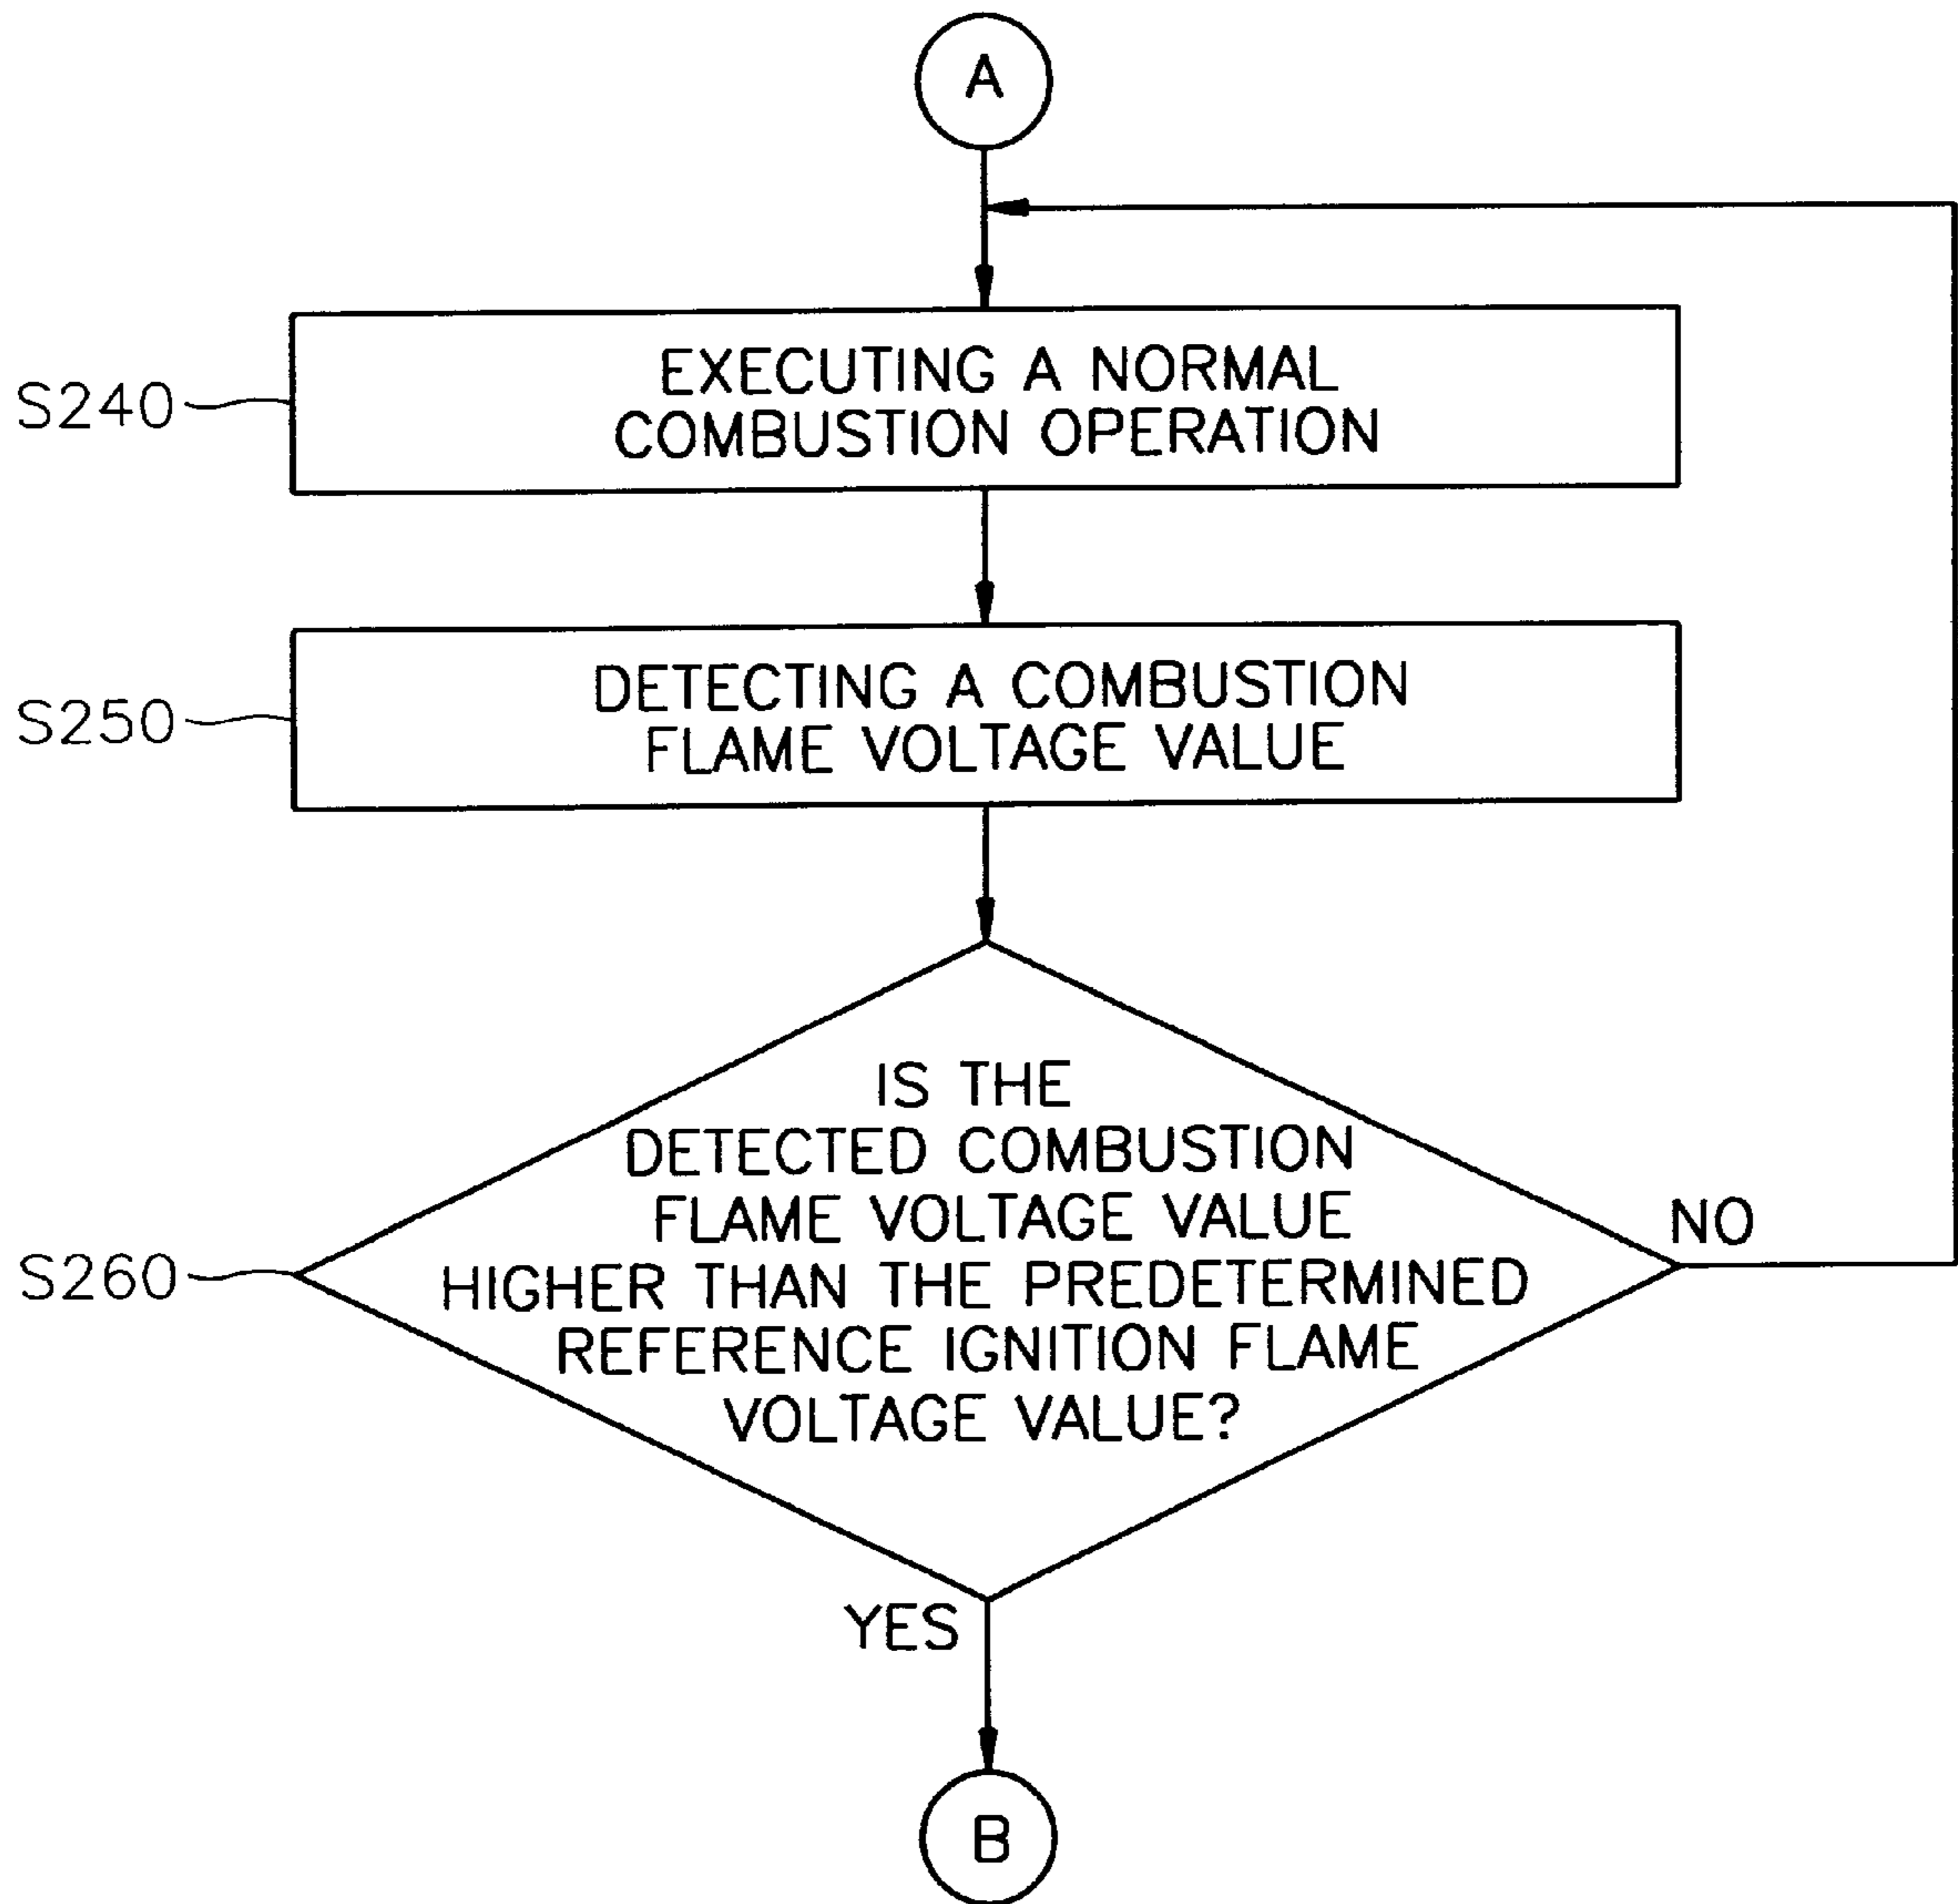 A
S240
EXECUTING A NORMAL
COMBUSTION OPERATION
S250
DETECTING A COMBUSTION
FLAME VOLTAGE VALUE
IS THE
DETECTED COMBUSTION
FLAME VOLTAGE VALUE
HIGHER THAN THE PREDETERMINED
REFERENCE IGNITION FLAME
VOLTAGE VALUE?
S260
NO
YES
B